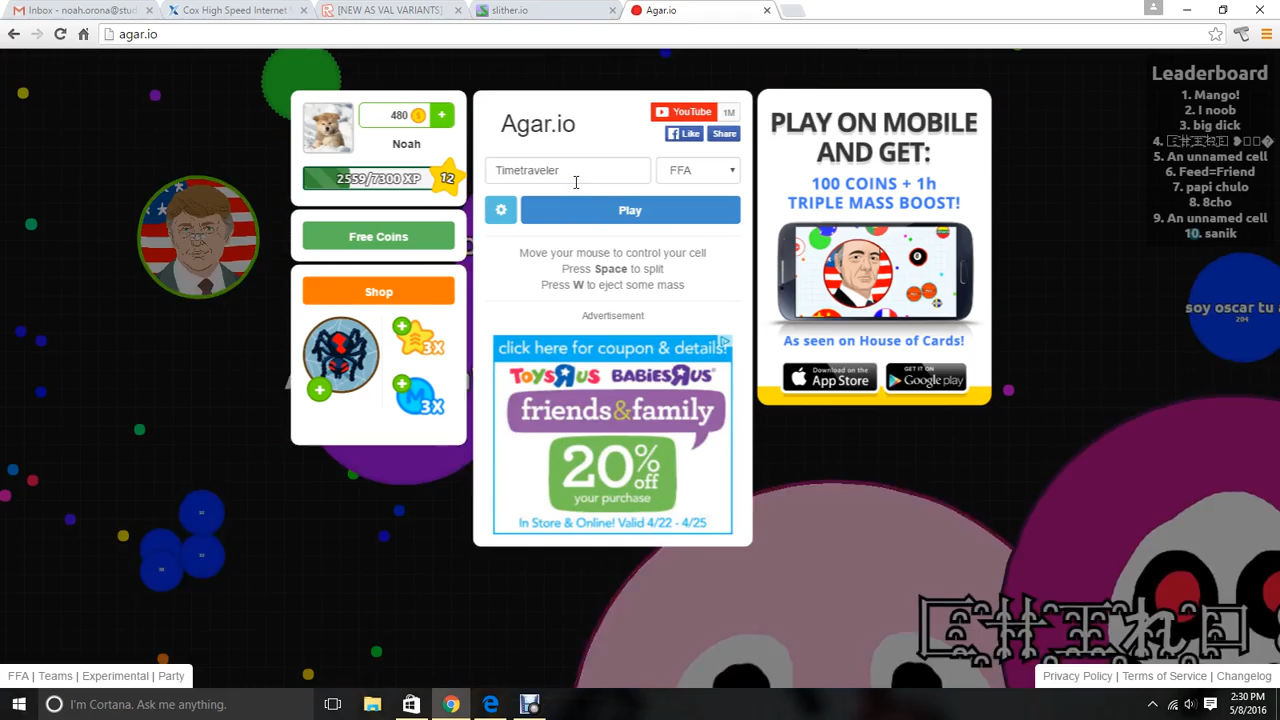 Inbox - noah.orona@stud
Cox High Speed Internet
[NEW AS VAL VARIANTS]
slither.io
Agar.io
agar.io
480
Noah
2559/7300 XP
12
Free Coins
Shop
3X
M
3X
Agar.io
YouTube
1M
Like
Share
Timetraveler
FFA
Play
Move your mouse to control your cell
Press Space to split
Press W to eject some mass
Advertisement
click here for coupon & details!
TOYSRUS BABIESRUS
friends&family
20% off
your purchase
In Store & Online! Valid 4/22 - 4/25
PLAY ON MOBILE
AND GET:
100 COINS + 1h
TRIPLE MASS BOOST!
8
As seen on House of Cards!
Download on the
App Store
GET IT ON
Google play
Leaderboard
1. Mango!
2. I noob
3. big dick
4.
5. An unnamed cell
6. Feed=Friend
7. papi chulo
8. 8cho
9. An unnamed cell
10. sanik
soy oscar tu
204
FFA | Teams | Experimental | Party
Privacy Policy | Terms of Service | Changelog
I'm Cortana. Ask me anything.
2:30 PM
5/8/2016